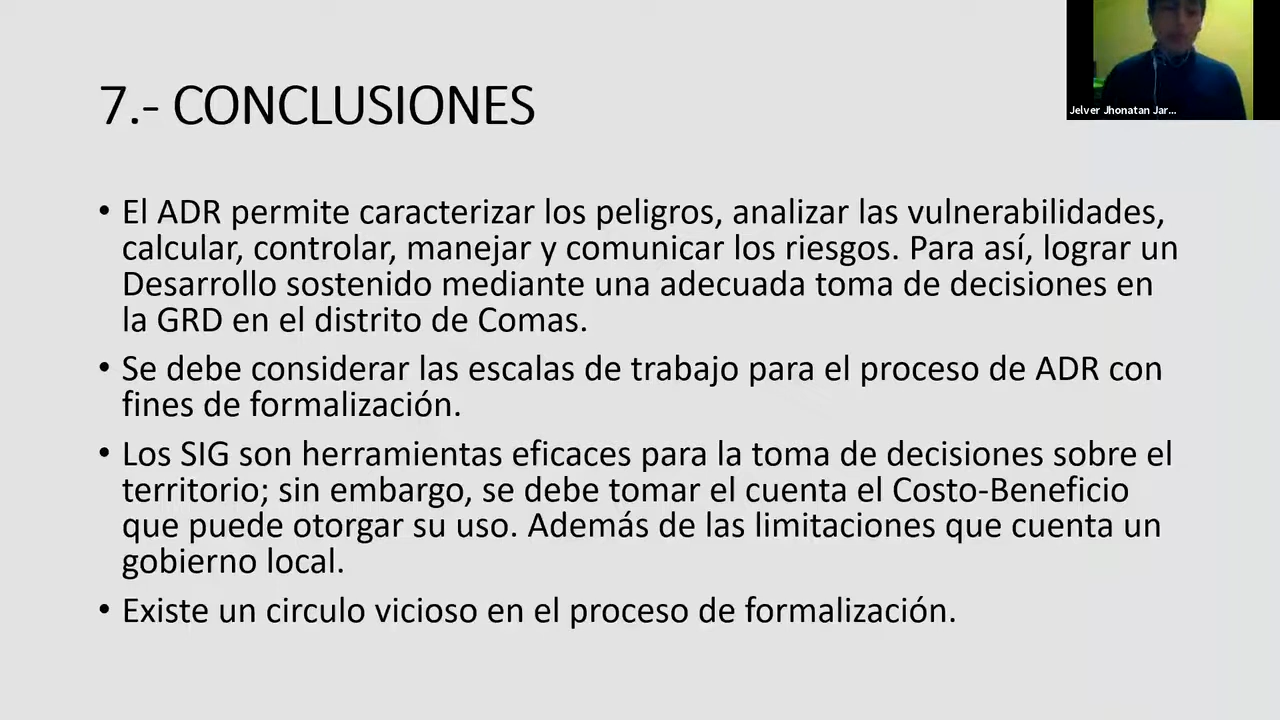 7.- CONCLUSIONES
Jelver Jhonatan Jar...
• El ADR permite caracterizar los peligros, analizar las vulnerabilidades,
calcular, controlar, manejar y comunicar los riesgos. Para así, lograr un
Desarrollo sostenido mediante una adecuada toma de decisiones en
la GRD en el distrito de Comas.
• Se debe considerar las escalas de trabajo para el proceso de ADR con
fines de formalización.
• Los SIG son herramientas eficaces para la toma de decisiones sobre el
territorio; sin embargo, se debe tomar el cuenta el Costo-Beneficio
que puede otorgar su uso. Además de las limitaciones que cuenta un
gobierno local.
• Existe un circulo vicioso en el proceso de formalización.